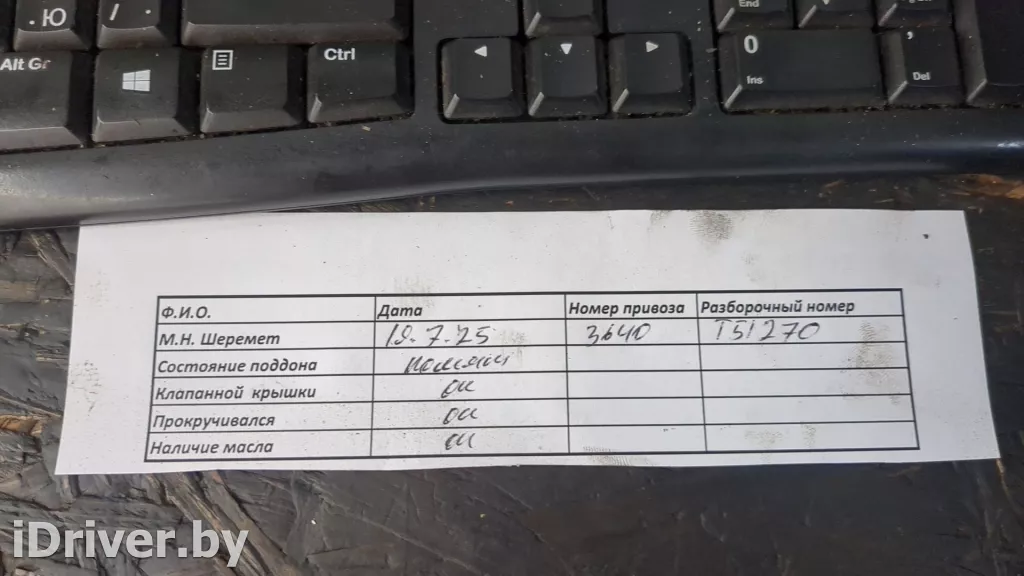 .Ю / . End
Alt Gr Ctrl 0 Ins , Del
Ф.И.О. Дата Номер привоза Разборочный номер
М.Н. Шеремет 19.7.25 3640 T51270
Состояние поддона помят
Клапанной крышки ок
Прокручивался ок
Наличие масла ок
iDriver.by